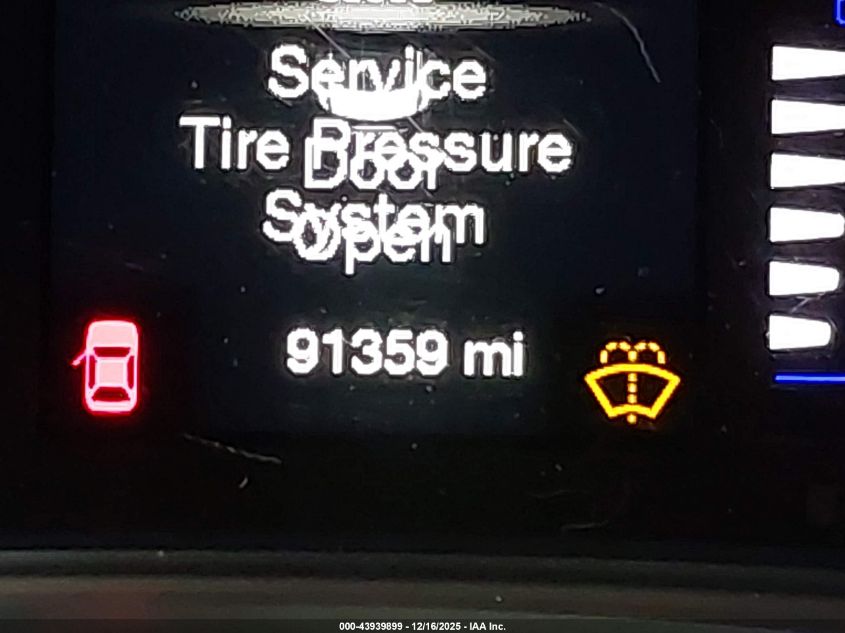 Service
Tire Pressure
Door
System
Open
91359 mi
000-43939899 - 12/16/2025 - IAA Inc.